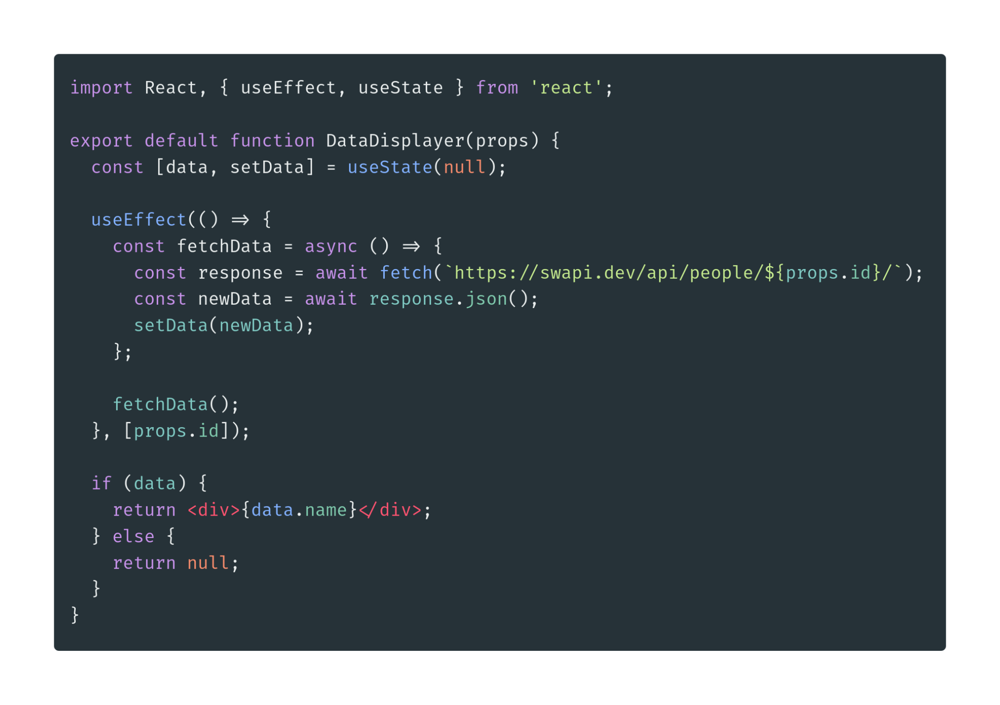 import React, { useEffect, useState } from 'react';
export default function DataDisplayer(props) {
  const [data, setData] = useState(null);
  useEffect(() => {
    const fetchData = async () => {
      const response = await fetch(`https://swapi.dev/api/people/${props.id}/`);
      const newData = await response.json();
      setData(newData);
    };
    fetchData();
  }, [props.id]);
  if (data) {
    return <div>{data.name}</div>;
  } else {
    return null;
  }
}